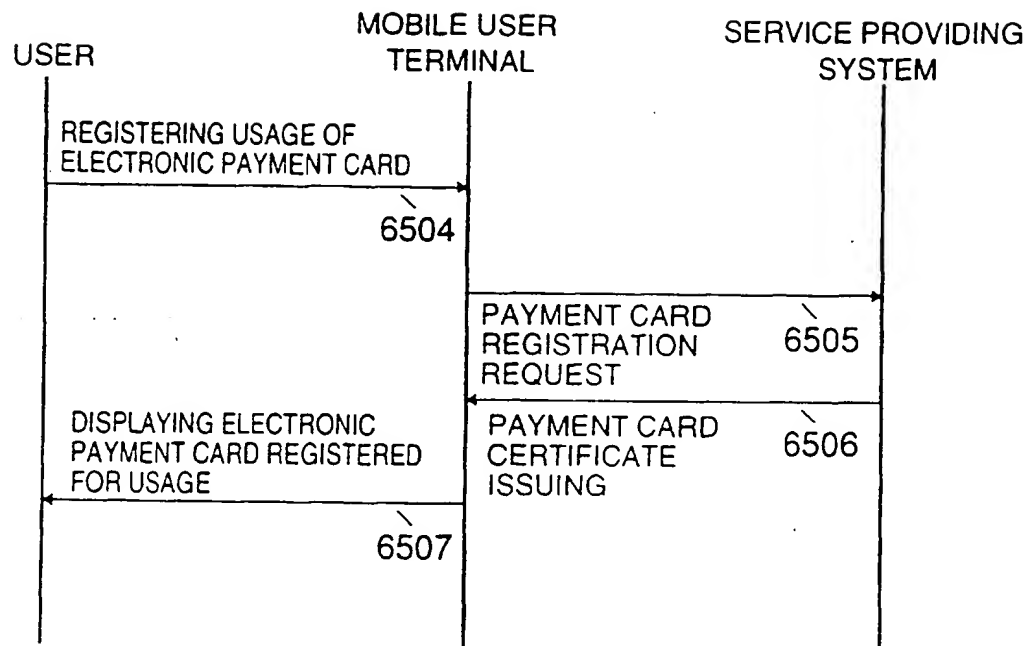 USER
MOBILE USER
TERMINAL
SERVICE PROVIDING
SYSTEM
REGISTERING USAGE OF
ELECTRONIC PAYMENT CARD
6504
PAYMENT CARD
REGISTRATION
REQUEST
6505
DISPLAYING ELECTRONIC
PAYMENT CARD REGISTERED
FOR USAGE
PAYMENT CARD
CERTIFICATE
ISSUING
6506
6507